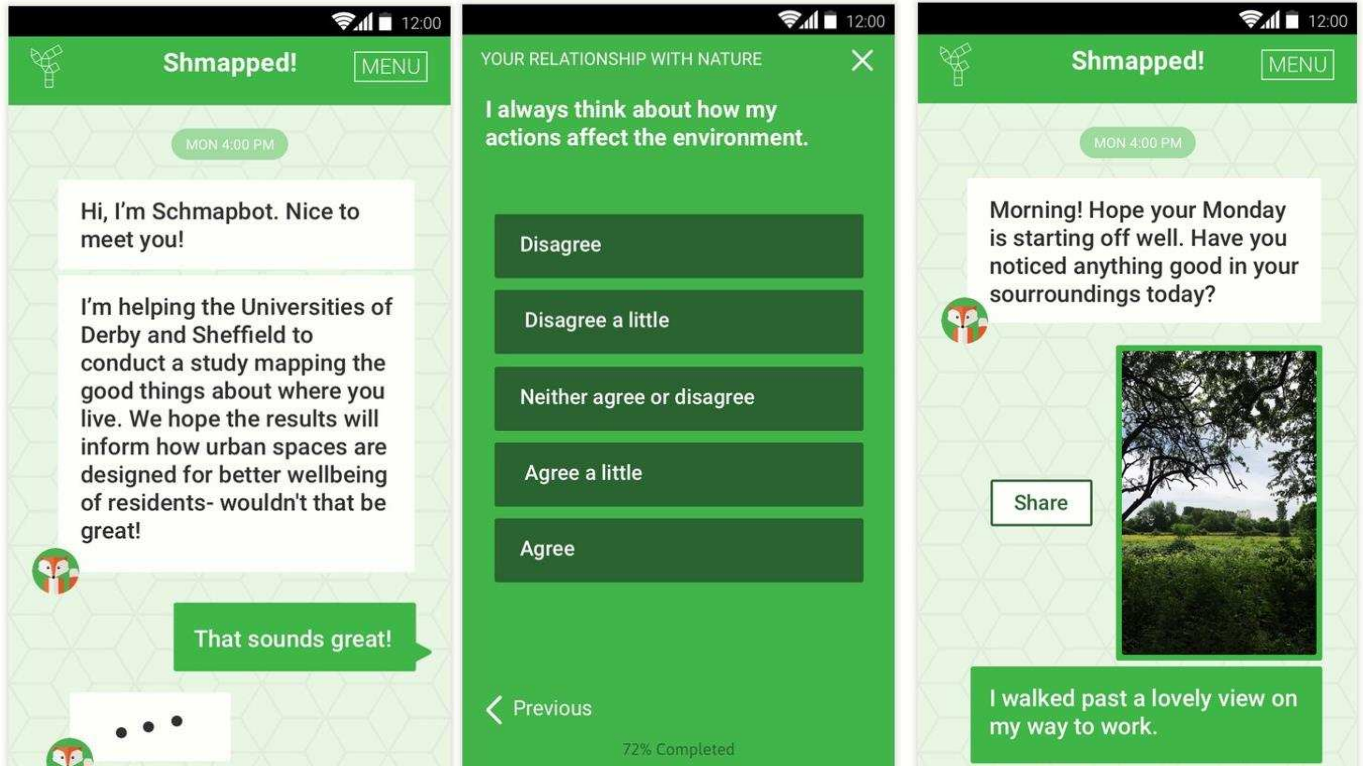 12:00
Shmapped!
MENU
MON 4:00 PM
Hi, I'm Schmapbot. Nice to
meet you!
I'm helping the Universities of
Derby and Sheffield to
conduct a study mapping the
good things about where you
live. We hope the results will
inform how urban spaces are
designed for better wellbeing
of residents- wouldn't that be
great!
That sounds great!
12:00
YOUR RELATIONSHIP WITH NATURE
I always think about how my
actions affect the environment.
Disagree
Disagree a little
Neither agree or disagree
Agree a little
Agree
Previous
72% Completed
12:00
Shmapped!
MENU
MON 4:00 PM
Morning! Hope your Monday
is starting off well. Have you
noticed anything good in your
sourroundings today?
Share
I walked past a lovely view on
my way to work.